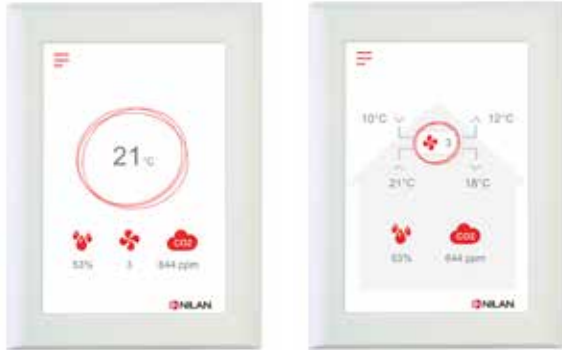 21 °C
CO2
53% 3 644 ppm
NILAN
10°C 12°C
3
21°C 18°C
CO2
53% 644 ppm
NILAN